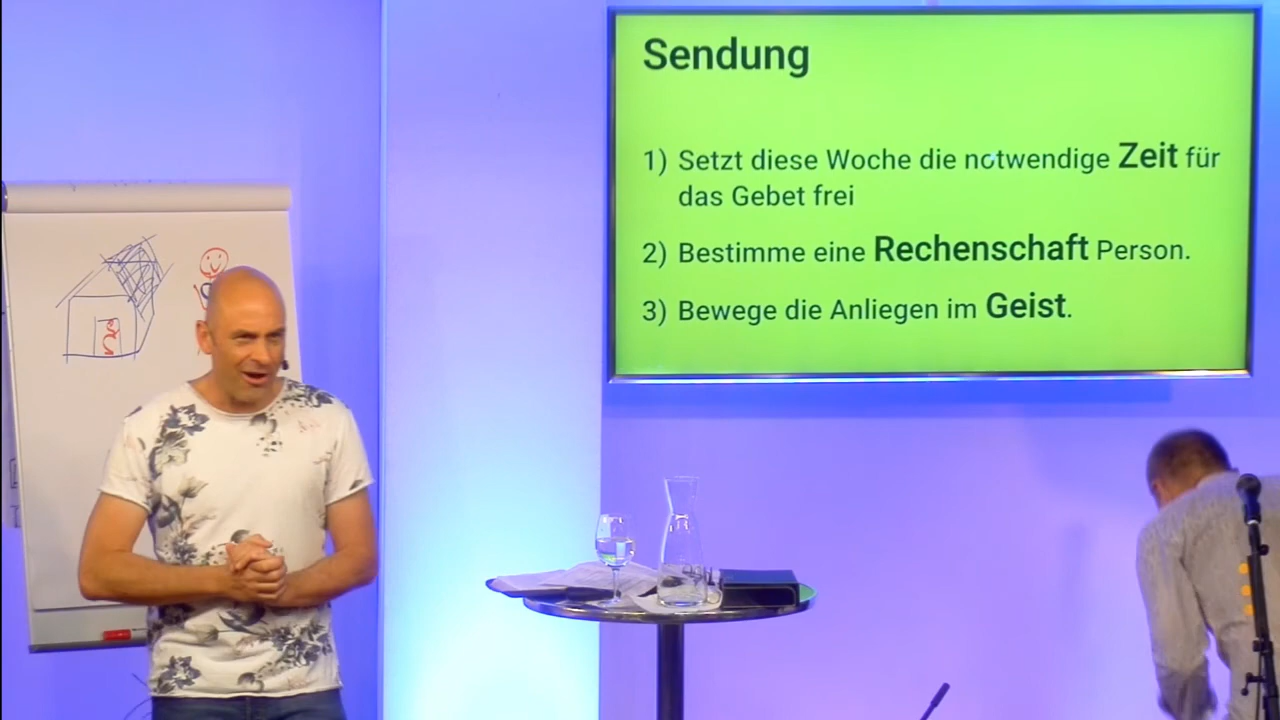 Sendung
1) Setzt diese Woche die notwendige Zeit für
das Gebet frei
2) Bestimme eine Rechenschaft Person.
3) Bewege die Anliegen im Geist.